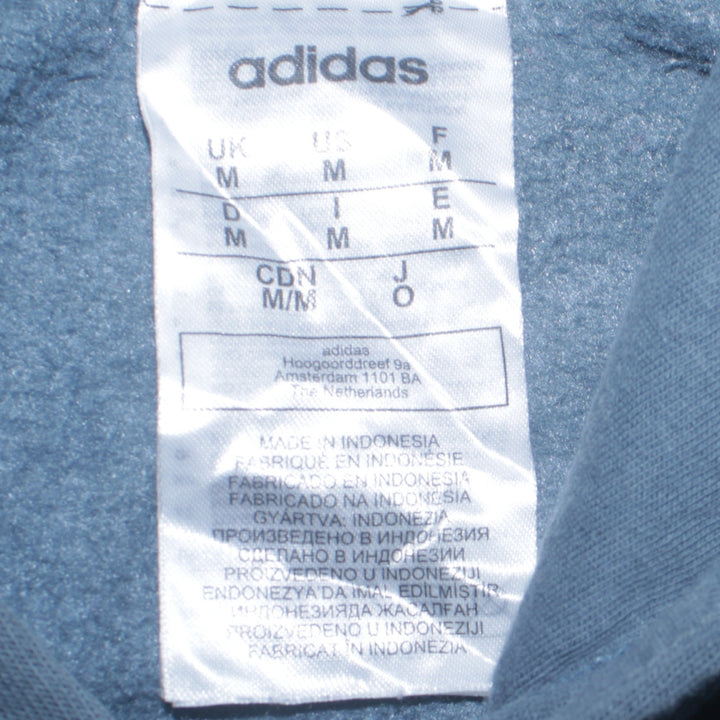 adidas
UK US F
M M M
D I E
M M M
CDN J
M/M O
adidas
Hoogoorddreef 9a
Amsterdam 1101 BA
The Netherlands
MADE IN INDONESIA
FABRIQUÉ EN INDONÉSIE
FABRICADO EN INDONESIA
FABRICADO NA INDONÉSIA
GYÁRTVA: INDONÉZIA
ПРОИЗВЕДЕНО В ИНДОНЕЗИЯ
СДЕЛАНО В ИНДОНЕЗИИ
PROIZVEDENO U INDONEZIJI
ENDONEZYA'DA İMAL EDİLMİŞTİR.
ИНДОНЕЗИЯДА ЖАСАЛҒАН
PROIZVEDENO U INDONEZIJI
FABRICAT ÎN INDONEZIA